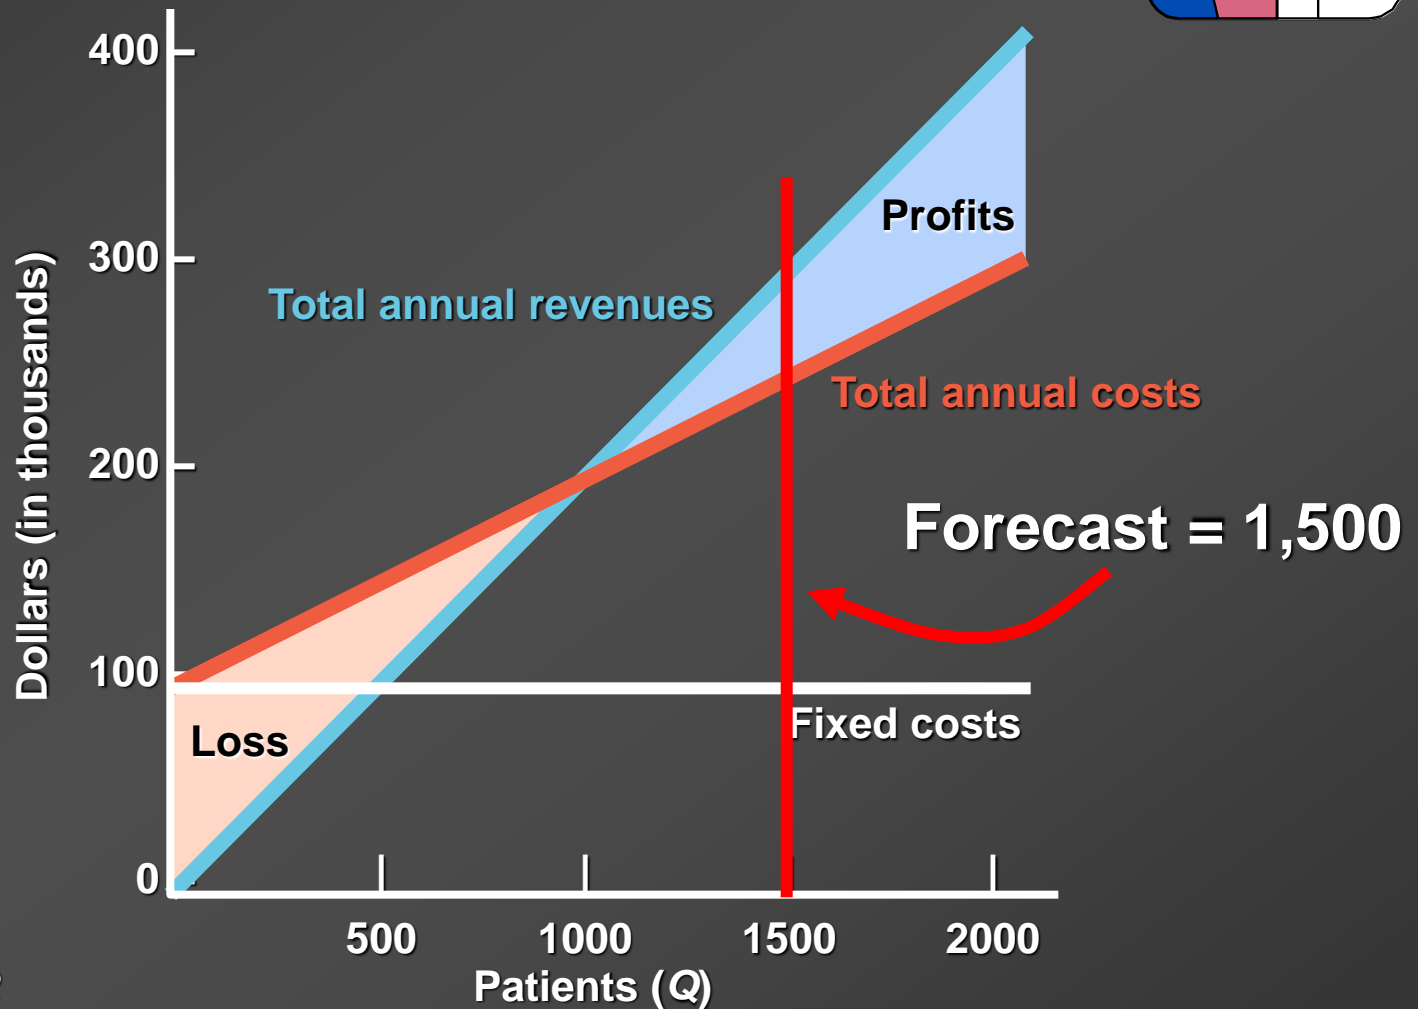 400
Profits
300
Total annual revenues
Total annual costs
200
Forecast = 1,500
100
Fixed costs
Loss
0
500 1000 1500 2000
Patients (Q)
Dollars (in thousands)